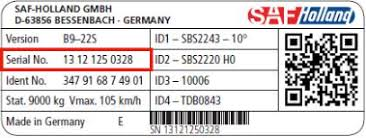 SAF-HOLLAND GMBH
D-63856 BESSENBACH - GERMANY
SAF Holland
Version B9-22S
Serial No. 13 12 125 0328
Ident No. 347 91 68 7 49 01
Stat. 9000 kg Vmax. 105 km/h
Made in Germany E
ID1 - SBS2243 - 10°
ID2 - SBS2220 H0
ID3 - 10006
ID4 - TDB0843
SN 13121250328